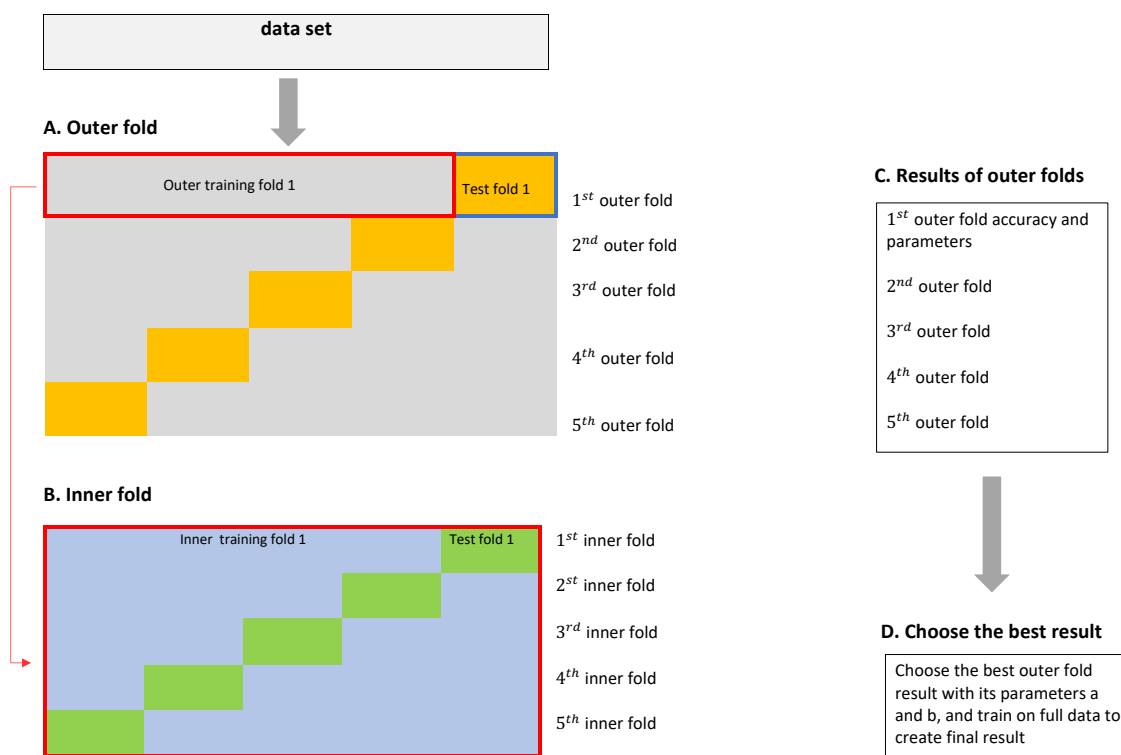 data set
A. Outer fold
Outer training fold 1
Test fold 1
1st outer fold
2nd outer fold
3rd outer fold
4th outer fold
5th outer fold
B. Inner fold
Inner training fold 1
Test fold 1
1st inner fold
2st inner fold
3rd inner fold
4th inner fold
5th inner fold
C. Results of outer folds
1st outer fold accuracy and
parameters
2nd outer fold
3rd outer fold
4th outer fold
5th outer fold
D. Choose the best result
Choose the best outer fold
result with its parameters a
and b, and train on full data to
create final result